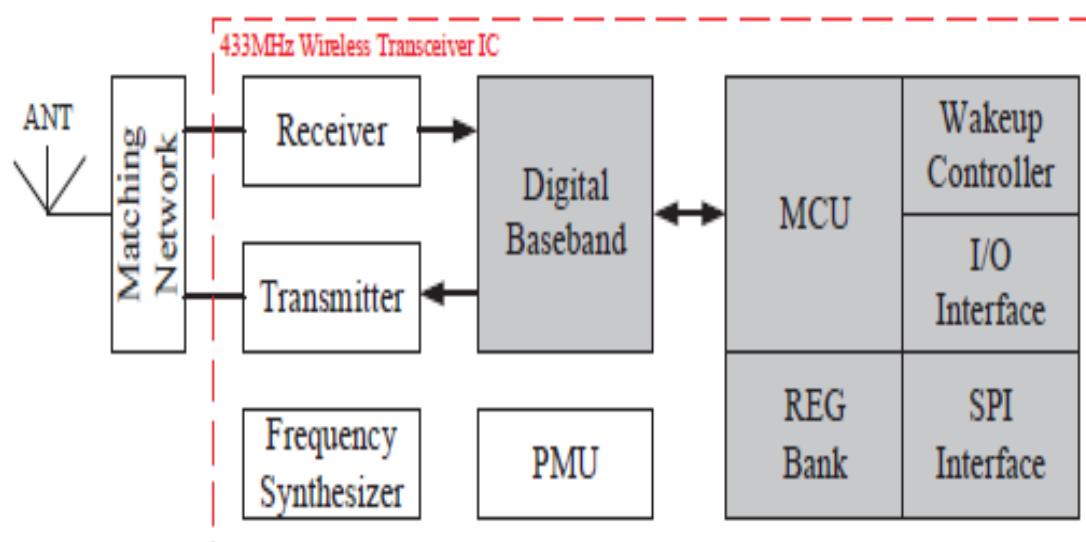 433MHz Wireless Transceiver IC
ANT
Matching
Network
Receiver
Transmitter
Digital
Baseband
MCU
Wakeup
Controller
I/O
Interface
Frequency
Synthesizer
PMU
REG
Bank
SPI
Interface